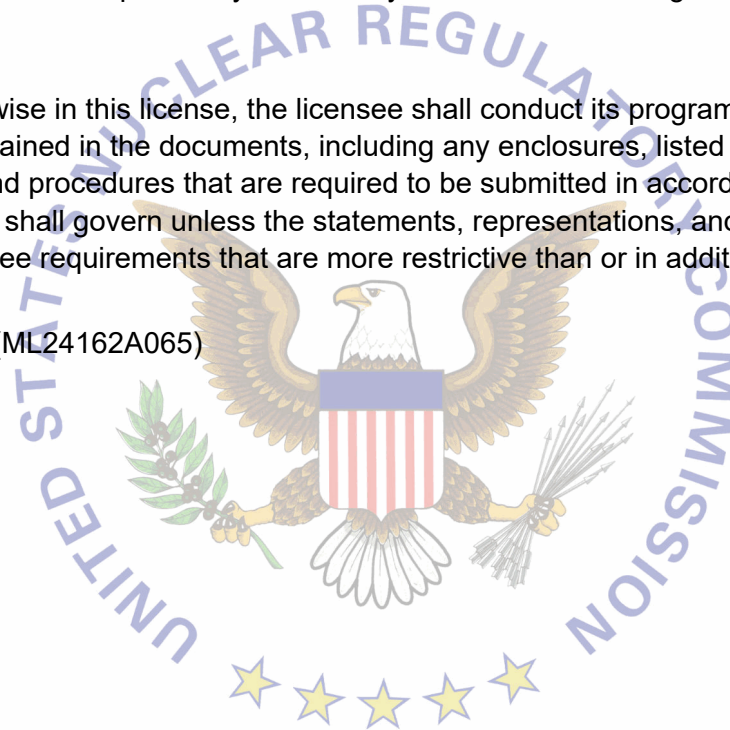 UNITED STATES NUCLEAR REGULATORY COMMISSION
wise in this license, the licensee shall conduct its program
ained in the documents, including any enclosures, listed
nd procedures that are required to be submitted in accord
shall govern unless the statements, representations, and
ee requirements that are more restrictive than or in addit
(ML24162A065)